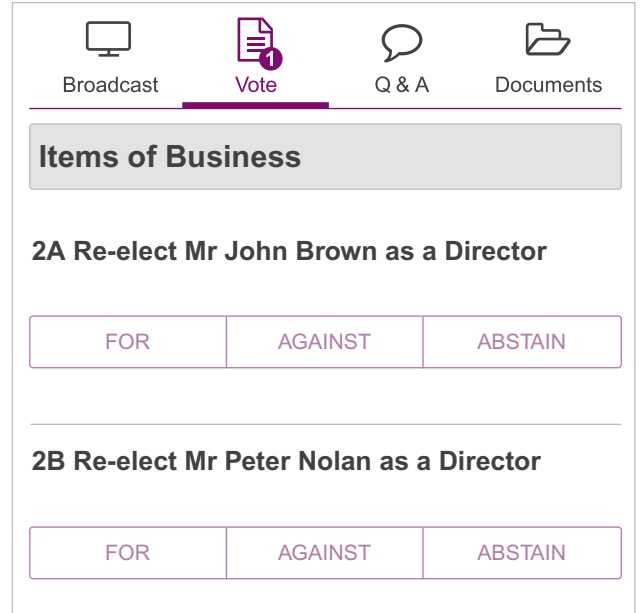 1
Broadcast Vote Q & A Documents
Items of Business
2A Re-elect Mr John Brown as a Director
FOR AGAINST ABSTAIN
2B Re-elect Mr Peter Nolan as a Director
FOR AGAINST ABSTAIN